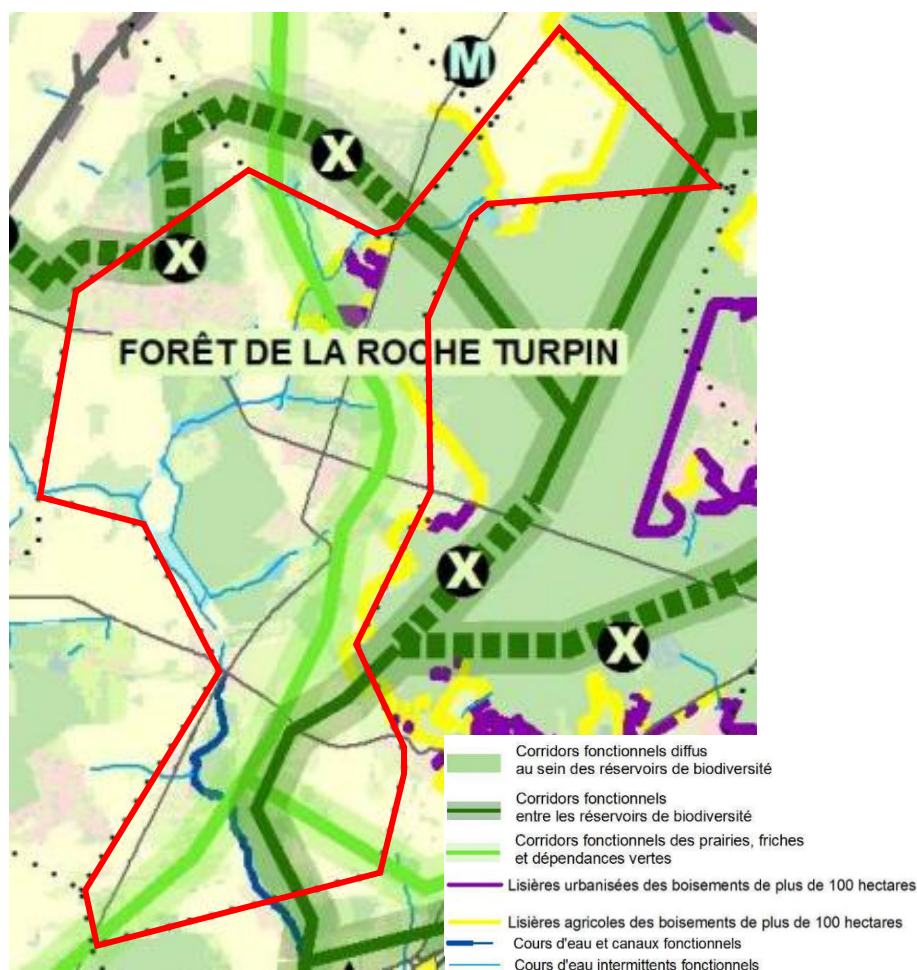 M
X
X
FORÊT DE LA ROCHE TURPIN
X
X
Corridors fonctionnels diffus
au sein des réservoirs de biodiversité
Corridors fonctionnels
entre les réservoirs de biodiversité
Corridors fonctionnels des prairies, friches
et dépendances vertes
Lisières urbanisées des boisements de plus de 100 hectares
Lisières agricoles des boisements de plus de 100 hectares
Cours d'eau et canaux fonctionnels
Cours d'eau intermittents fonctionnels